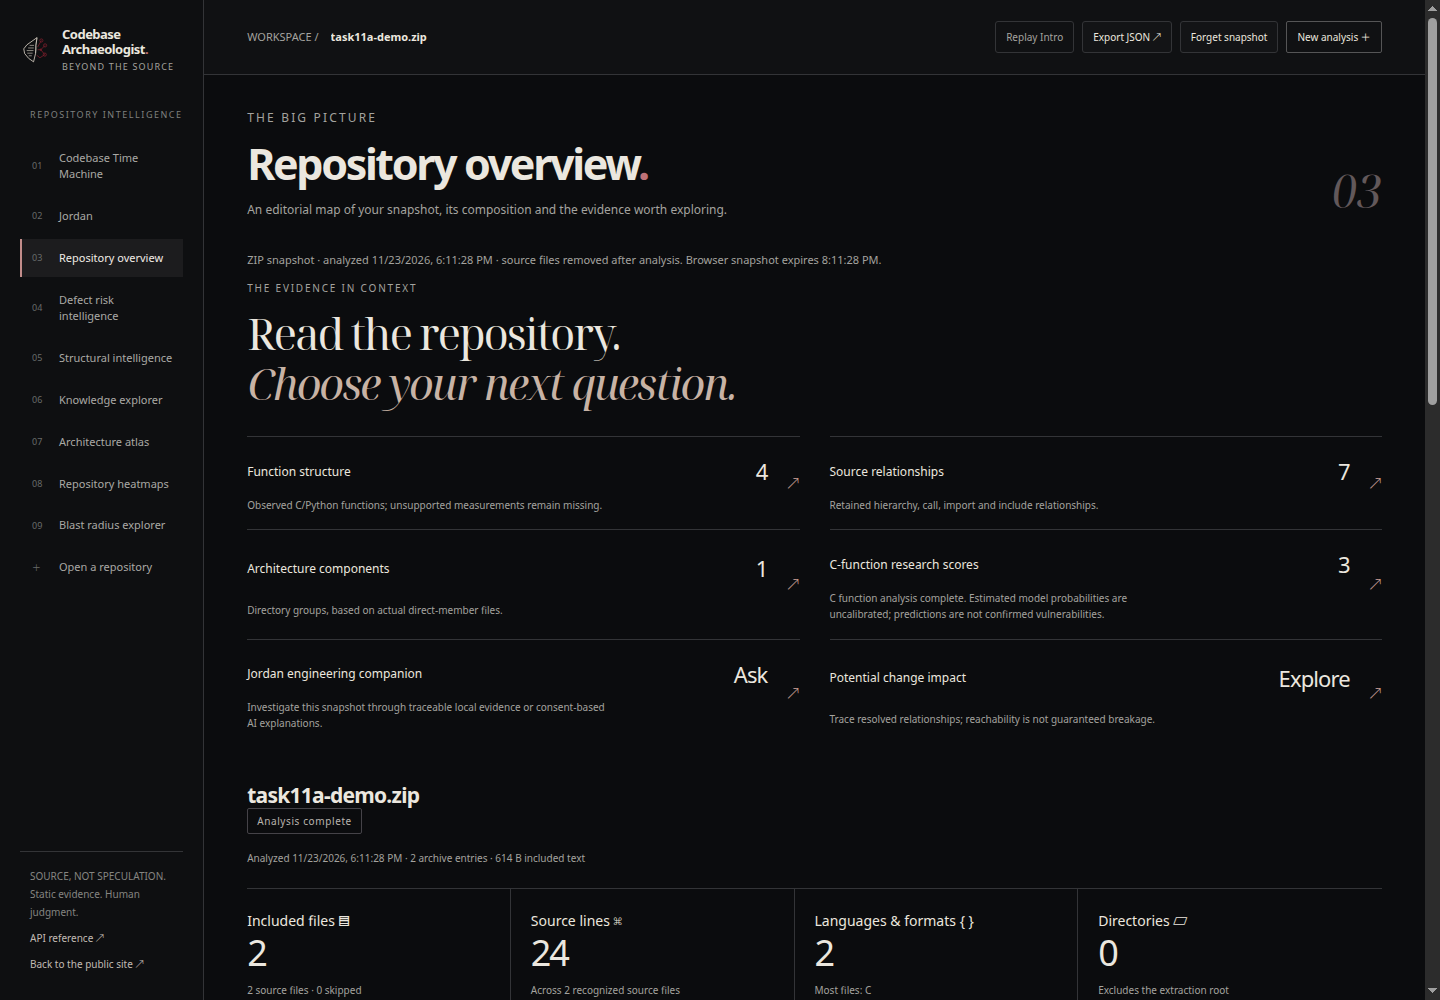 Codebase
Archaeologist.
BEYOND THE SOURCE
REPOSITORY INTELLIGENCE
01 Codebase Time
Machine
02 Jordan
03 Repository overview
04 Defect risk
intelligence
05 Structural intelligence
06 Knowledge explorer
07 Architecture atlas
08 Repository heatmaps
09 Blast radius explorer
+ Open a repository
SOURCE, NOT SPECULATION.
Static evidence. Human
judgment.
API reference ↗
Back to the public site ↗
WORKSPACE / task11a-demo.zip
Replay Intro
Export JSON ↗
Forget snapshot
New analysis +
THE BIG PICTURE
Repository overview.
An editorial map of your snapshot, its composition and the evidence worth exploring.
03
ZIP snapshot · analyzed 11/23/2026, 6:11:28 PM · source files removed after analysis. Browser snapshot expires 8:11:28 PM.
THE EVIDENCE IN CONTEXT
Read the repository.
Choose your next question.
Function structure 4 ↗
Observed C/Python functions; unsupported measurements remain missing.
Source relationships 7 ↗
Retained hierarchy, call, import and include relationships.
Architecture components 1 ↗
Directory groups, based on actual direct-member files.
C-function research scores 3 ↗
C function analysis complete. Estimated model probabilities are
uncalibrated; predictions are not confirmed vulnerabilities.
Jordan engineering companion Ask ↗
Investigate this snapshot through traceable local evidence or consent-based
AI explanations.
Potential change impact Explore ↗
Trace resolved relationships; reachability is not guaranteed breakage.
task11a-demo.zip
Analysis complete
Analyzed 11/23/2026, 6:11:28 PM · 2 archive entries · 614 B included text
Included files ▤
2
2 source files · 0 skipped
Source lines ⌘
24
Across 2 recognized source files
Languages & formats { }
2
Most files: C
Directories ▱
0
Excludes the extraction root